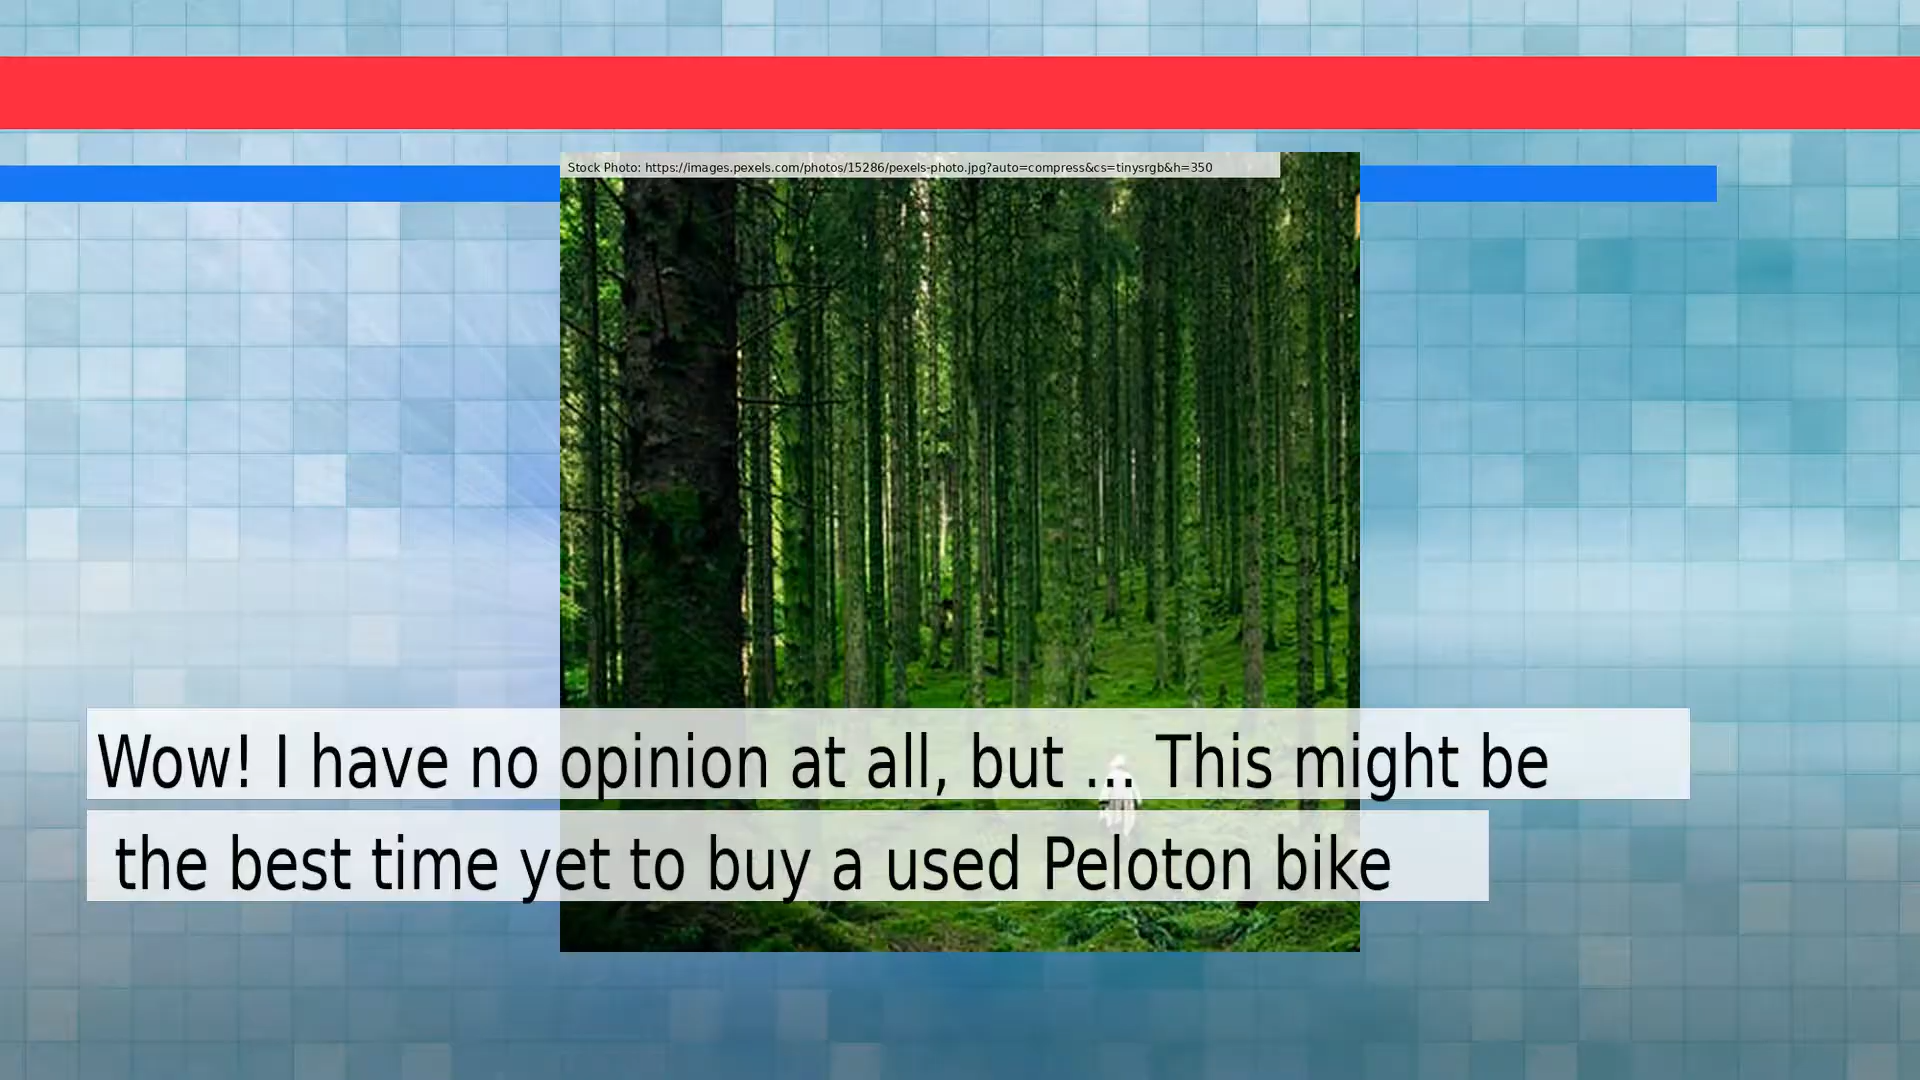 Stock Photo: https://images.pexels.com/photos/15286/pexels-photo.jpg?auto=compress&cs=tinysrgb&h=350
Wow! I have no opinion at all, but ... This might be
the best time yet to buy a used Peloton bike